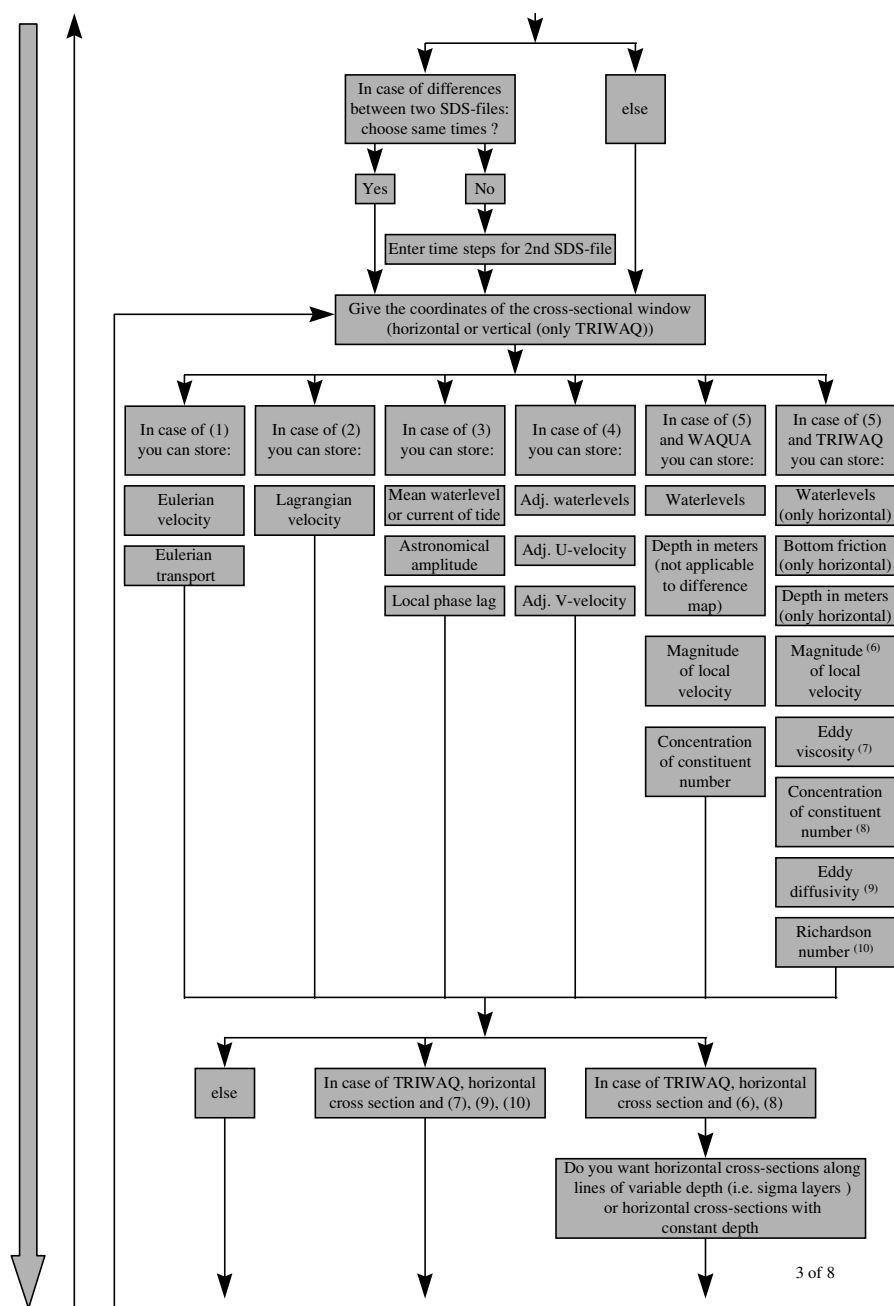 In case of differences
between two SDS-files:
choose same times ?
else
Yes
No
Enter time steps for 2nd SDS-file
Give the coordinates of the cross-sectional window
(horizontal or vertical (only TRIWAQ))
In case of (1)
you can store:
In case of (2)
you can store:
In case of (3)
you can store:
In case of (4)
you can store:
In case of (5)
and WAQUA
you can store:
In case of (5)
and TRIWAQ
you can store:
Eulerian
velocity
Eulerian
transport
Lagrangian
velocity
Mean waterlevel
or current of tide
Astronomical
amplitude
Local phase lag
Adj. waterlevels
Adj. U-velocity
Adj. V-velocity
Waterlevels
Depth in meters
(not applicable
to difference
map)
Magnitude
of local
velocity
Concentration
of constituent
number
Waterlevels
(only horizontal)
Bottom friction
(only horizontal)
Depth in meters
(only horizontal)
Magnitude (6)
of local
velocity
Eddy
viscosity (7)
Concentration
of constituent
number (8)
Eddy
diffusivity (9)
Richardson
number (10)
else
In case of TRIWAQ, horizontal
cross section and (7), (9), (10)
In case of TRIWAQ, horizontal
cross section and (6), (8)
Do you want horizontal cross-sections along
lines of variable depth (i.e. sigma layers )
or horizontal cross-sections with
constant depth
3 of 8